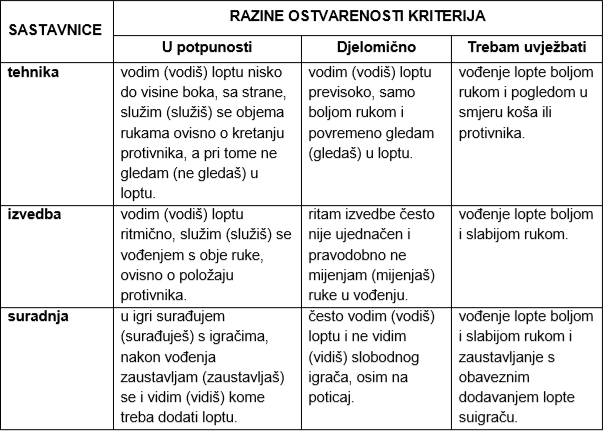 SASTAVNICE
RAZINE OSTVARENOSTI KRITERIJA
U potpunosti
Djelomično
Trebam uvježbati
tehnika
vodim (vodiš) loptu nisko
do visine boka, sa strane,
služim (služiš) se objema
rukama ovisno o kretanju
protivnika, a pri tome ne
gledam (ne gledaš) u
loptu.
vodim (vodiš) loptu
previsoko, samo
boljom rukom i
povremeno gledam
(gledaš) u loptu.
vođenje lopte boljom
rukom i pogledom u
smjeru koša ili
protivnika.
izvedba
vodim (vodiš) loptu
ritmično, služim (služiš) se
vođenjem s obje ruke,
ovisno o položaju
protivnika.
ritam izvedbe često
nije ujednačen i
pravodobno ne
mijenjam (mijenjaš)
ruke u vođenju.
vođenje lopte boljom
i slabijom rukom.
suradnja
u igri surađujem
(surađuješ) s igračima,
nakon vođenja
zaustavljam (zaustavljaš)
se i vidim (vidiš) kome
treba dodati loptu.
često vodim (vodiš)
loptu i ne vidim
(vidiš) slobodnog
igrača, osim na
poticaj.
vođenje lopte boljom
i slabijom rukom i
zaustavljanje s
obaveznim
dodavanjem lopte
suigraču.